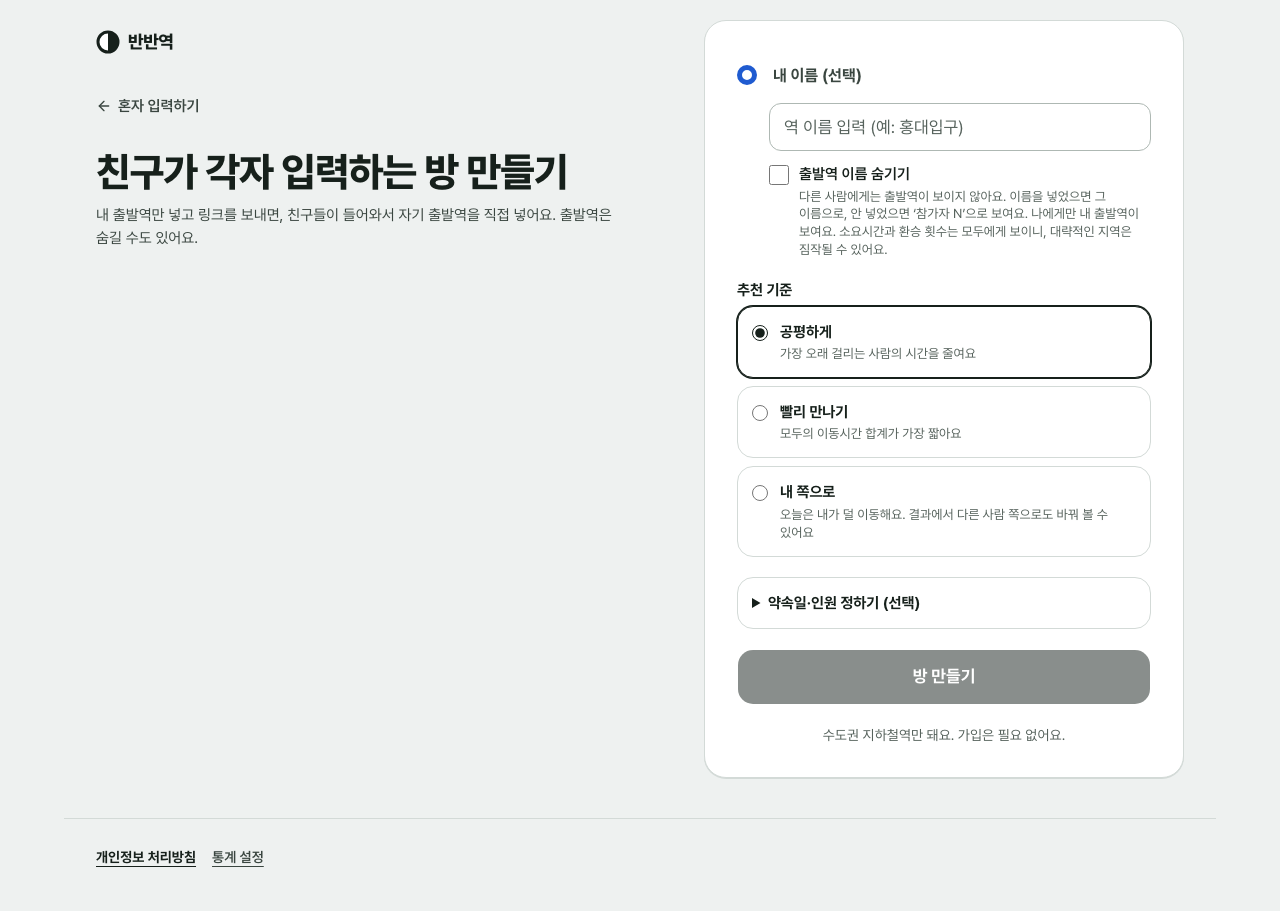 반반역
← 혼자 입력하기
친구가 각자 입력하는 방 만들기
내 출발역만 넣고 링크를 보내면, 친구들이 들어와서 자기 출발역을 직접 넣어요. 출발역은
숨길 수도 있어요.
내 이름 (선택)
역 이름 입력 (예: 홍대입구)
출발역 이름 숨기기
다른 사람에게는 출발역이 보이지 않아요. 이름을 넣었으면 그
이름으로, 안 넣었으면 ‘참가자 N’으로 보여요. 나에게만 내 출발역이
보여요. 소요시간과 환승 횟수는 모두에게 보이니, 대략적인 지역은
짐작될 수 있어요.
추천 기준
공평하게
가장 오래 걸리는 사람의 시간을 줄여요
빨리 만나기
모두의 이동시간 합계가 가장 짧아요
내 쪽으로
오늘은 내가 덜 이동해요. 결과에서 다른 사람 쪽으로도 바꿔 볼 수
있어요
▶ 약속일·인원 정하기 (선택)
방 만들기
수도권 지하철역만 돼요. 가입은 필요 없어요.
개인정보 처리방침 통계 설정